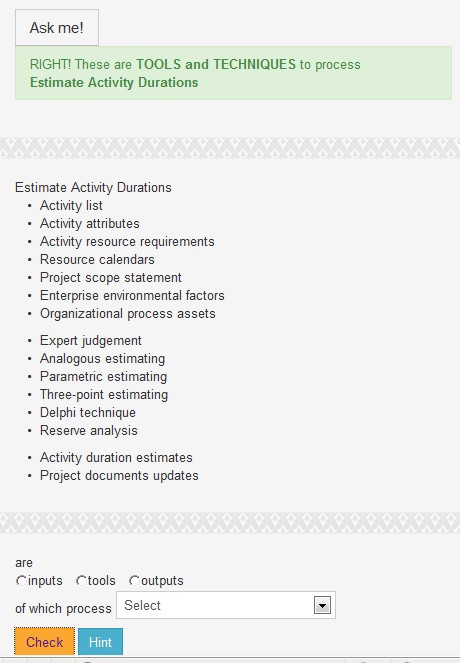 Ask me!
RIGHT! These are TOOLS and TECHNIQUES to process
Estimate Activity Durations
Estimate Activity Durations
• Activity list
• Activity attributes
• Activity resource requirements
• Resource calendars
• Project scope statement
• Enterprise environmental factors
• Organizational process assets
• Expert judgement
• Analogous estimating
• Parametric estimating
• Three-point estimating
• Delphi technique
• Reserve analysis
• Activity duration estimates
• Project documents updates
are
inputs tools outputs
of which process Select
Check Hint